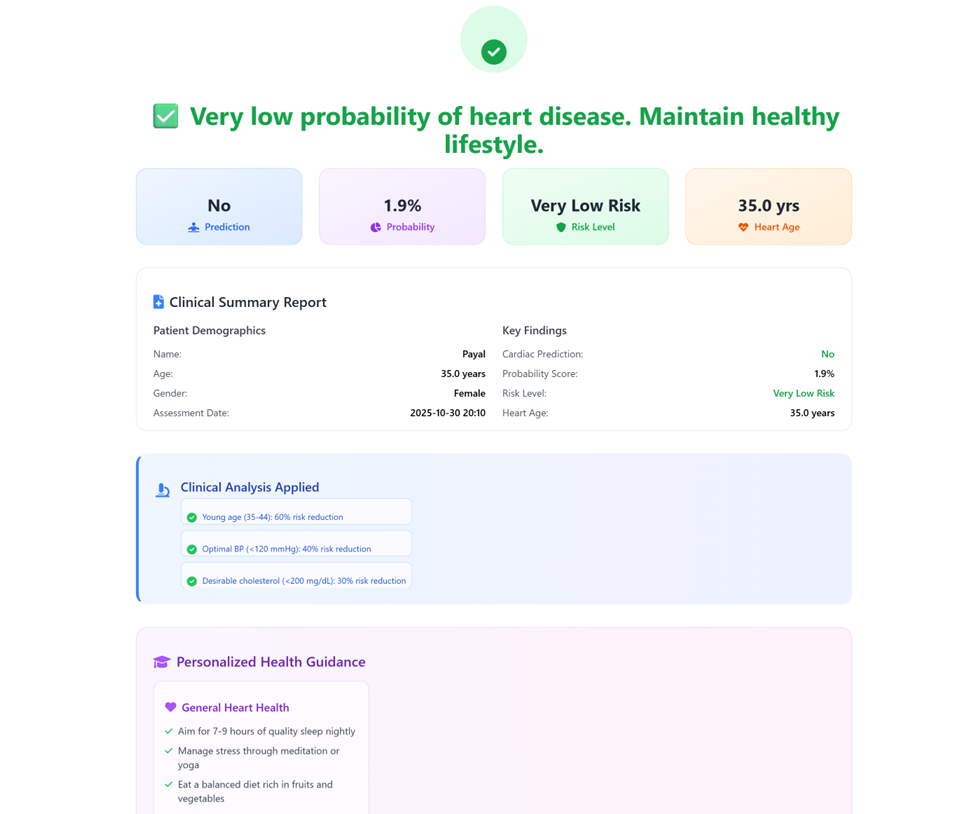 ✅ Very low probability of heart disease. Maintain healthy
lifestyle.
No
Prediction
1.9%
Probability
Very Low Risk
Risk Level
35.0 yrs
Heart Age
Clinical Summary Report
Patient Demographics
Name: Payal
Age: 35.0 years
Gender: Female
Assessment Date: 2025-10-30 20:10
Key Findings
Cardiac Prediction: No
Probability Score: 1.9%
Risk Level: Very Low Risk
Heart Age: 35.0 years
Clinical Analysis Applied
Young age (35-44): 60% risk reduction
Optimal BP (<120 mmHg): 40% risk reduction
Desirable cholesterol (<200 mg/dL): 30% risk reduction
Personalized Health Guidance
General Heart Health
Aim for 7-9 hours of quality sleep nightly
Manage stress through meditation or
yoga
Eat a balanced diet rich in fruits and
vegetables